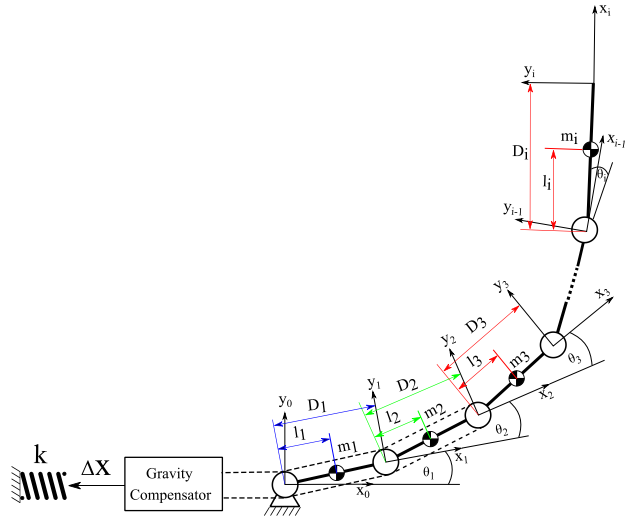 xi
yi
mi
xi-1
Di
θi
li
yi-1
y3
x3
D3
y2
l3
m3
θ3
x2
D2
y1
y0
D1
l2
m2
l1
m1
θ2
x1
θ1
x0
k
ΔX
Gravity
Compensator